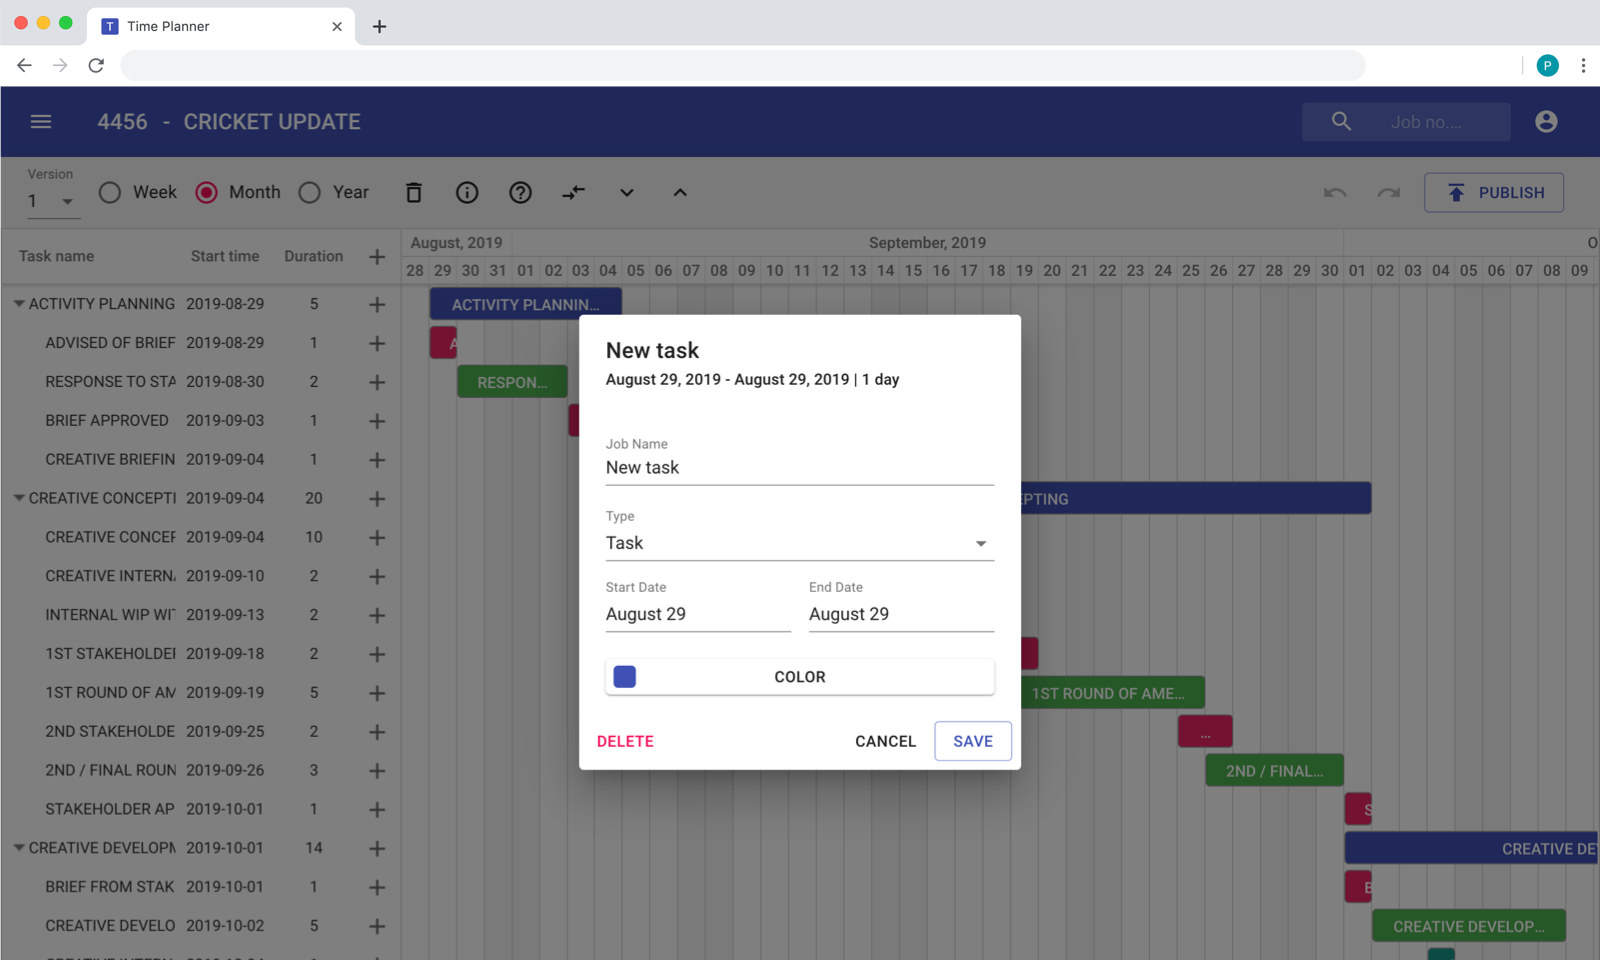 T Time Planner
P
4456 - CRICKET UPDATE
Job no....
Version
1
Week
Month
Year
PUBLISH
Task name Start time Duration
August, 2019 September, 2019 O
28 29 30 31 01 02 03 04 05 06 07 08 09 10 11 12 13 14 15 16 17 18 19 20 21 22 23 24 25 26 27 28 29 30 01 02 03 04 05 06 07 08 09
ACTIVITY PLANNING 2019-08-29 5 ACTIVITY PLANNIN...
ADVISED OF BRIEF 2019-08-29 1 A
RESPONSE TO STA 2019-08-30 2 RESPON...
BRIEF APPROVED 2019-09-03 1
CREATIVE BRIEFIN 2019-09-04 1
CREATIVE CONCEPTI 2019-09-04 20 EPTING
CREATIVE CONCEF 2019-09-04 10
CREATIVE INTERN 2019-09-10 2
INTERNAL WIP WI 2019-09-13 2
1ST STAKEHOLDEI 2019-09-18 2
1ST ROUND OF AM 2019-09-19 5 1ST ROUND OF AME...
2ND STAKEHOLDE 2019-09-25 2 ...
2ND / FINAL ROUN 2019-09-26 3 2ND / FINAL...
STAKEHOLDER AP 2019-10-01 1 S
CREATIVE DEVELOPM 2019-10-01 14 CREATIVE DE
BRIEF FROM STAK 2019-10-01 1 B
CREATIVE DEVELO 2019-10-02 5 CREATIVE DEVELOP...
New task
August 29, 2019 - August 29, 2019 | 1 day
Job Name
New task
Type
Task
Start Date End Date
August 29 August 29
COLOR
DELETE CANCEL SAVE